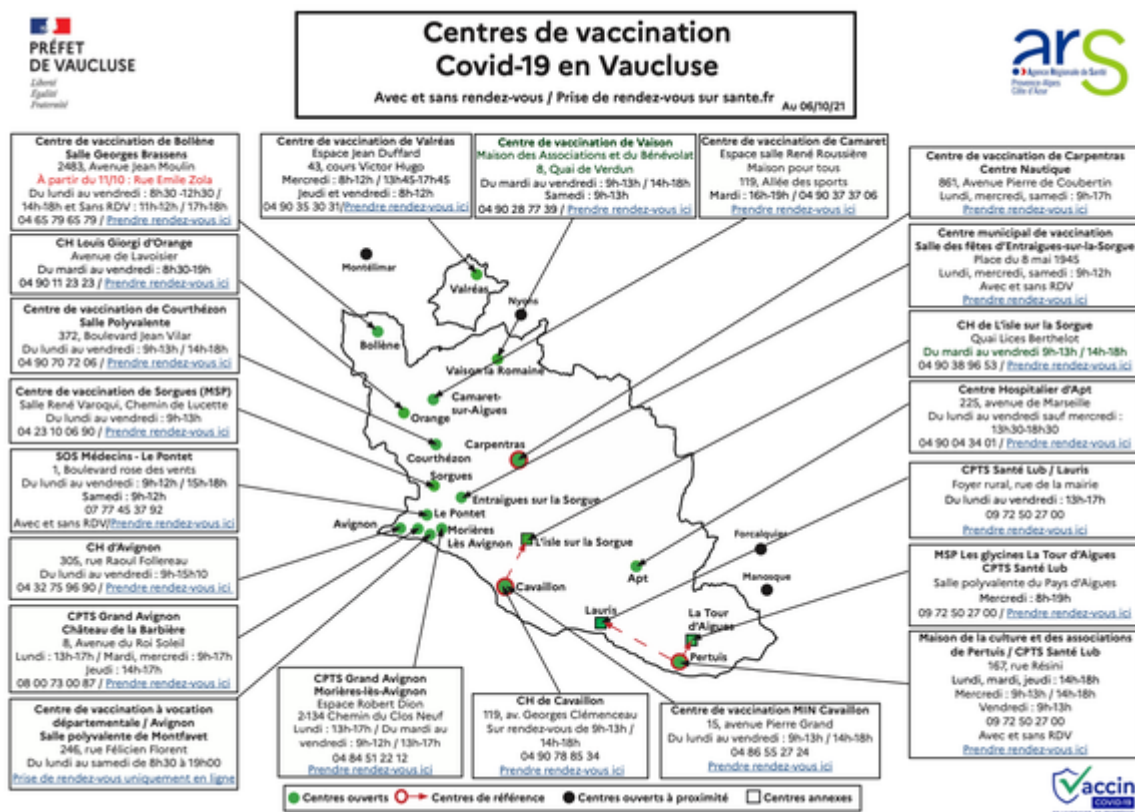 PRÉFET
DE VAUCLUSE
Liberté
Égalité
Fraternité
Centres de vaccination
Covid-19 en Vaucluse
Avec et sans rendez-vous / Prise de rendez-vous sur sante.fr
Au 06/10/21
ars
Agence Régionale de Santé
Provence-Alpes
Côte d'Azur
Centre de vaccination de Bollène
Salle Georges Brassens
2483, Avenue Jean Moulin
À partir du 11/10 : Rue Emile Zola
Du lundi au vendredi : 8h30 -12h30 /
14h-18h et Sans RDV : 11h-12h / 17h-18h
04 65 79 65 79 / Prendre rendez-vous ici
Centre de vaccination de Valréas
Espace Jean Duffard
43, cours Victor Hugo
Mercredi : 8h-12h / 13h45-17h45
Jeudi et vendredi : 8h-12h
04 90 35 30 31/Prendre rendez-vous ici
Centre de vaccination de Vaison
Maison des Associations et du Bénévolat
8, Quai de Verdun
Du mardi au vendredi : 9h-13h / 14h-18h
Samedi : 9h-13h
04 90 28 77 39 / Prendre rendez-vous ici
Centre de vaccination de Camaret
Espace salle René Roussière
Maison pour tous
119, Allée des sports
Mardi : 16h-19h / 04 90 37 37 06
Prendre rendez-vous ici
Centre de vaccination de Carpentras
Centre Nautique
861, Avenue Pierre de Coubertin
Lundi, mercredi, samedi : 9h-17h
Prendre rendez-vous ici
CH Louis Giorgi d'Orange
Avenue de Lavoisier
Du mardi au vendredi : 8h30-19h
04 90 11 23 23 / Prendre rendez-vous ici
Centre municipal de vaccination
Salle des fêtes d'Entraigues-sur-la-Sorgue
Place du 8 mai 1945
Lundi, mercredi, samedi : 9h-12h
Avec et sans RDV
Prendre rendez-vous ici
Centre de vaccination de Courthézon
Salle Polyvalente
372, Boulevard Jean Vilar
Du lundi au vendredi : 9h-13h / 14h-18h
04 90 70 72 06 / Prendre rendez-vous ici
CH de L'isle sur la Sorgue
Quai Lices Berthelot
Du mardi au vendredi 9h-13h / 14h-18h
04 90 38 96 53 / Prendre rendez-vous ici
Centre de vaccination de Sorgues (MSP)
Salle René Varoqui, Chemin de Lucette
Du lundi au vendredi : 9h-13h
04 23 10 06 90 / Prendre rendez-vous ici
Centre Hospitalier d'Apt
225, avenue de Marseille
Du lundi au vendredi sauf mercredi :
13h30-18h30
04 90 04 34 01 / Prendre rendez-vous ici
SOS Médecins - Le Pontet
1, Boulevard rose des vents
Du lundi au vendredi : 9h-12h / 15h-18h
Samedi : 9h-12h
07 77 45 37 92
Avec et sans RDV/Prendre rendez-vous ici
CPTS Santé Lub / Lauris
Foyer rural, rue de la mairie
Du lundi au vendredi : 13h-17h
09 72 50 27 00
Prendre rendez-vous ici
CH d'Avignon
305, rue Raoul Follereau
Du lundi au vendredi : 9h-15h10
04 32 75 96 90 / Prendre rendez-vous ici
MSP Les glycines La Tour d'Aigues
CPTS Santé Lub
Salle polyvalente du Pays d'Aigues
Mercredi : 8h-19h
09 72 50 27 00 / Prendre rendez-vous ici
CPTS Grand Avignon
Château de la Barbière
8, Avenue du Roi Soleil
Lundi : 13h-17h / Mardi, mercredi : 9h-17h
Jeudi : 14h-17h
08 00 73 00 87 / Prendre rendez-vous ici
Maison de la culture et des associations
de Pertuis / CPTS Santé Lub
167, rue Résini
Lundi, mardi, jeudi : 14h-18h
Mercredi : 9h-13h / 14h-18h
Vendredi : 9h-13h
09 72 50 27 00
Avec et sans RDV
Prendre rendez-vous ici
Centre de vaccination à vocation
départementale / Avignon
Salle polyvalente de Montfavet
246, rue Félicien Florent
Du lundi au samedi de 8h30 à 19h00
Prise de rendez-vous uniquement en ligne
CPTS Grand Avignon
Morières-lès-Avignon
Espace Robert Dion
2-134 Chemin du Clos Neuf
Lundi : 13h-17h / Du mardi au
vendredi : 9h-12h / 13h-17h
04 84 51 22 12
Prendre rendez-vous ici
CH de Cavaillon
119, av. Georges Clémenceau
Sur rendez-vous de 9h-13h /
14h-18h
04 90 78 85 34
Prendre rendez-vous ici
Centre de vaccination MIN Cavaillon
15, avenue Pierre Grand
Du lundi au vendredi : 9h-13h / 14h-18h
04 86 55 27 24
Prendre rendez-vous ici
Montélimar
Valréas
Nyons
Bollène
Vaison la Romaine
Camaret-
sur-Aigues
Orange
Carpentras
Courthézon
Sorgues
Entraigues sur la Sorgue
Le Pontet
Avignon
Morières
Lès Avignon
L'isle sur la Sorgue
Forcalquier
Apt
Cavaillon
Manosque
Lauris
La Tour
d'Aigues
Pertuis
Centres ouverts
Centres de référence
Centres ouverts à proximité
Centres annexes
Vaccin
COVID-19